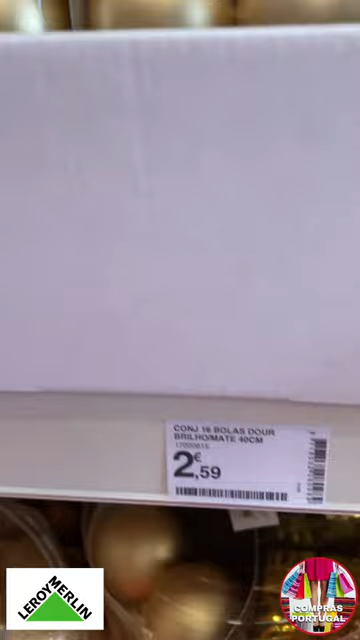 CONJ 16 BOLAS DOUR
BRILHO/MATE 40CM
2€,59
LEROY MERLIN
COMPRAS
PORTUGAL